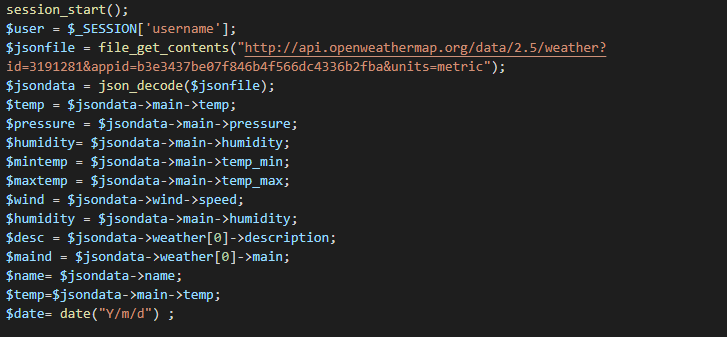 session_start();
$user = $_SESSION['username'];
$jsonfile = file_get_contents("http://api.openweathermap.org/data/2.5/weather?
id=3191281&appid=b3e3437be07f846b4f566dc4336b2fba&units=metric");
$jsondata = json_decode($jsonfile);
$temp = $jsondata->main->temp;
$pressure = $jsondata->main->pressure;
$humidity= $jsondata->main->humidity;
$mintemp = $jsondata->main->temp_min;
$maxtemp = $jsondata->main->temp_max;
$wind = $jsondata->wind->speed;
$humidity = $jsondata->main->humidity;
$desc = $jsondata->weather[0]->description;
$maind = $jsondata->weather[0]->main;
$name= $jsondata->name;
$temp=$jsondata->main->temp;
$date= date("Y/m/d") ;